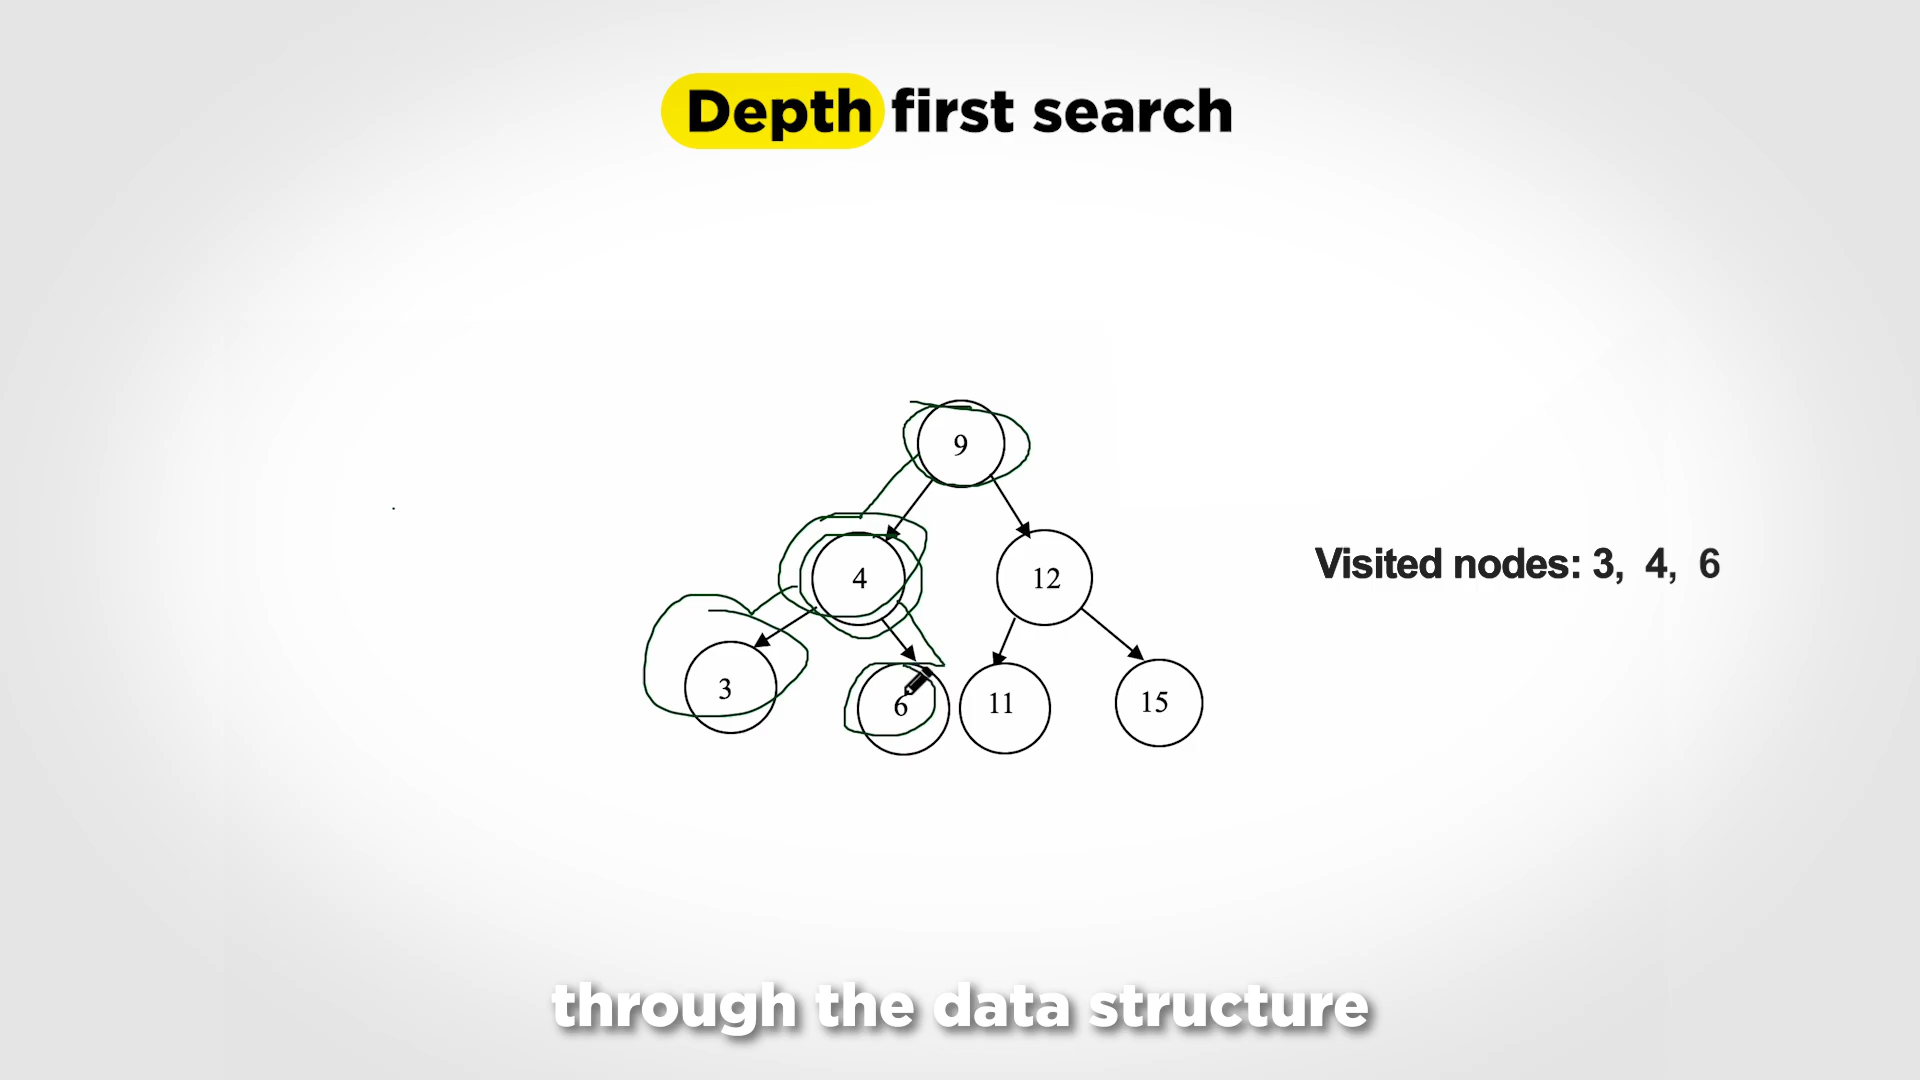 Depth first search
9
4
12
Visited nodes: 3, 4, 6
3
6
11
15
through the data structure